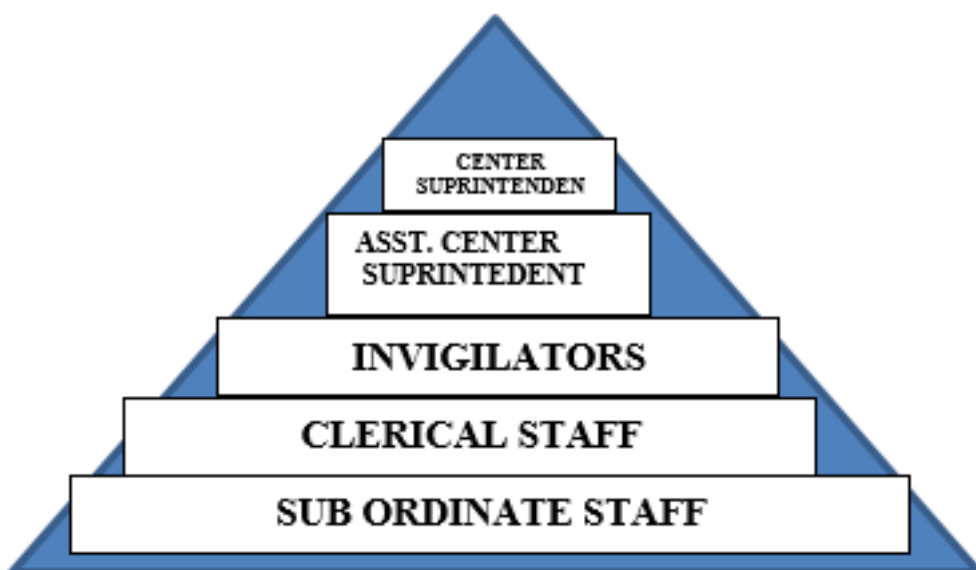 CENTER
SUPRINTENDEN
ASST. CENTER
SUPRINTEDENT
INVIGILATORS
CLERICAL STAFF
SUB ORDINATE STAFF